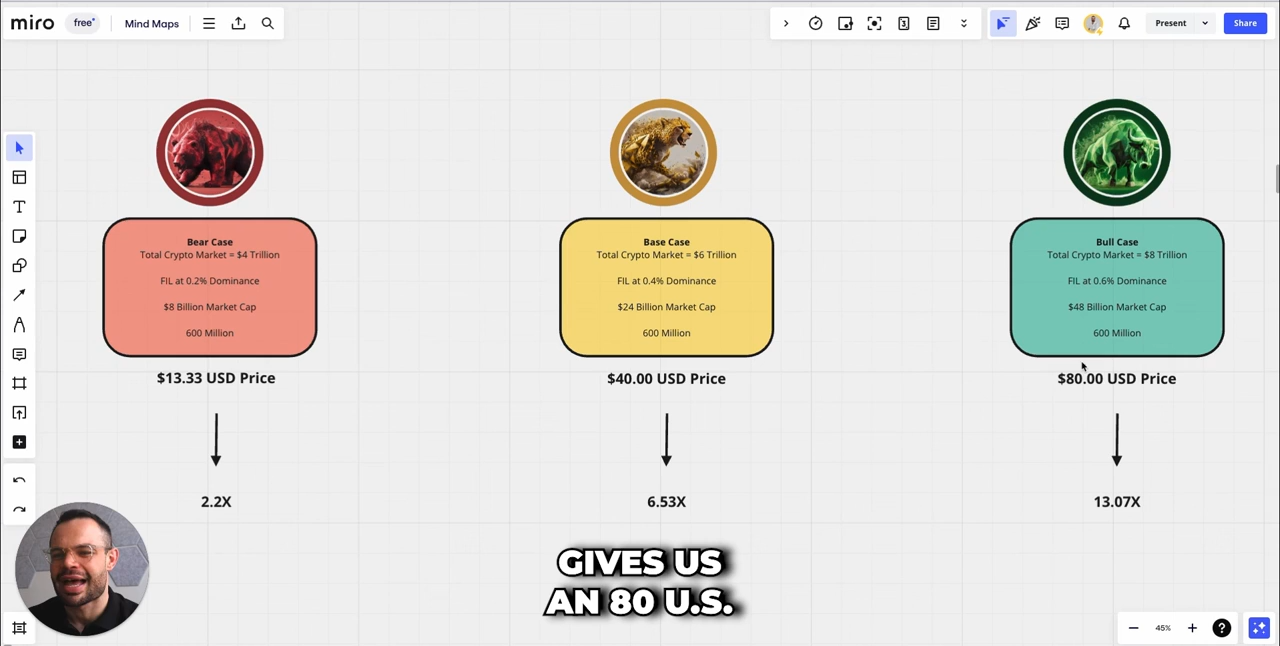 miro
free
Mind Maps
3
Present
Share
Bear Case
Total Crypto Market = $4 Trillion
FIL at 0.2% Dominance
$8 Billion Market Cap
600 Million
$13.33 USD Price
2.2X
Base Case
Total Crypto Market = $6 Trillion
FIL at 0.4% Dominance
$24 Billion Market Cap
600 Million
$40.00 USD Price
6.53X
Bull Case
Total Crypto Market = $8 Trillion
FIL at 0.6% Dominance
$48 Billion Market Cap
600 Million
$80.00 USD Price
13.07X
GIVES US
AN 80 U.S.
45%
?